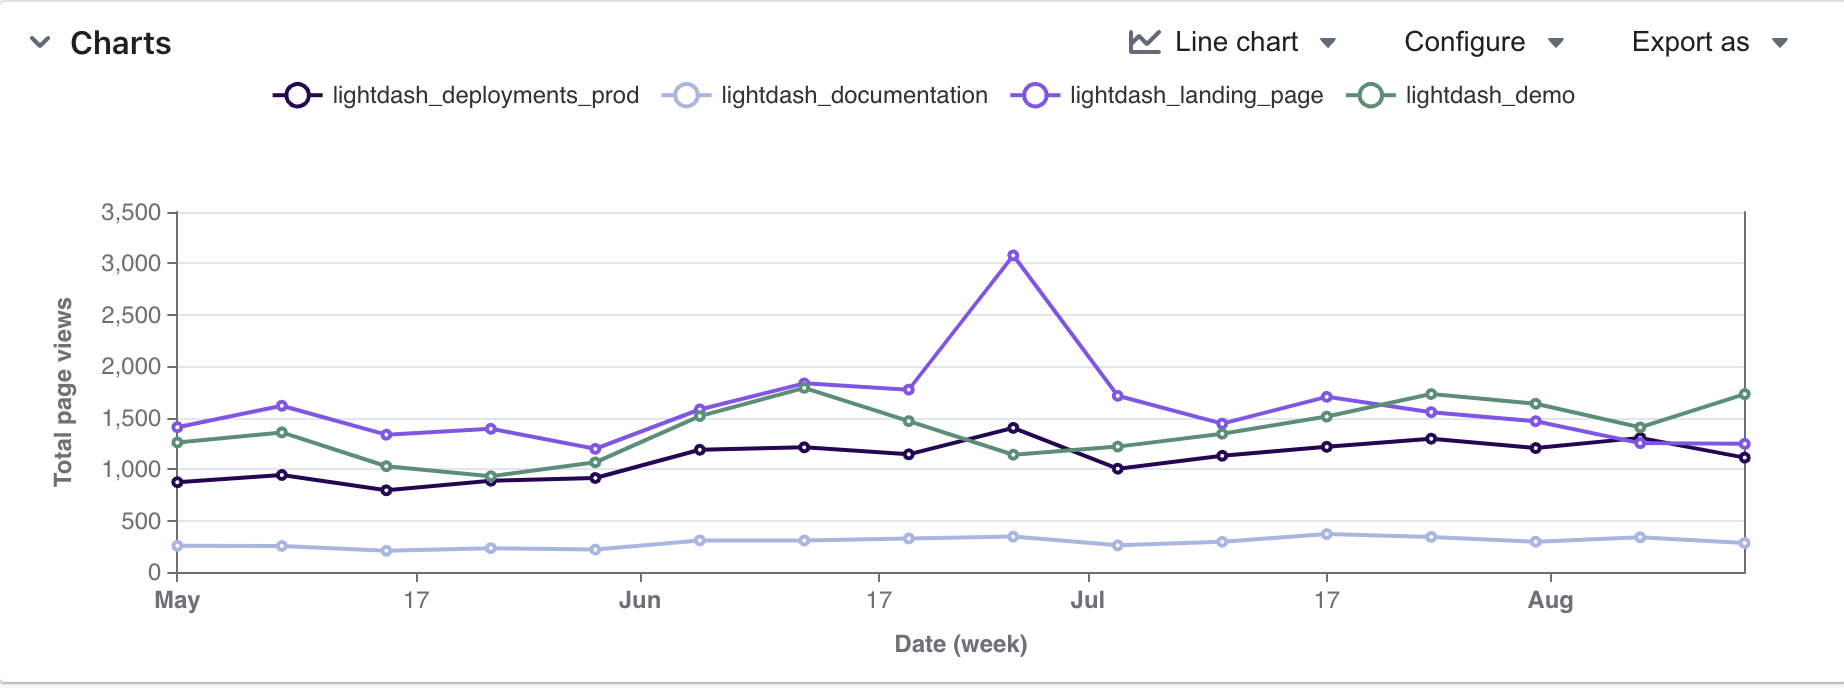 Charts
Line chart
Configure
Export as
lightdash_deployments_prod
lightdash_documentation
lightdash_landing_page
lightdash_demo
3,500
3,000
2,500
2,000
1,500
1,000
500
0
Total page views
May
17
Jun
17
Jul
17
Aug
Date (week)